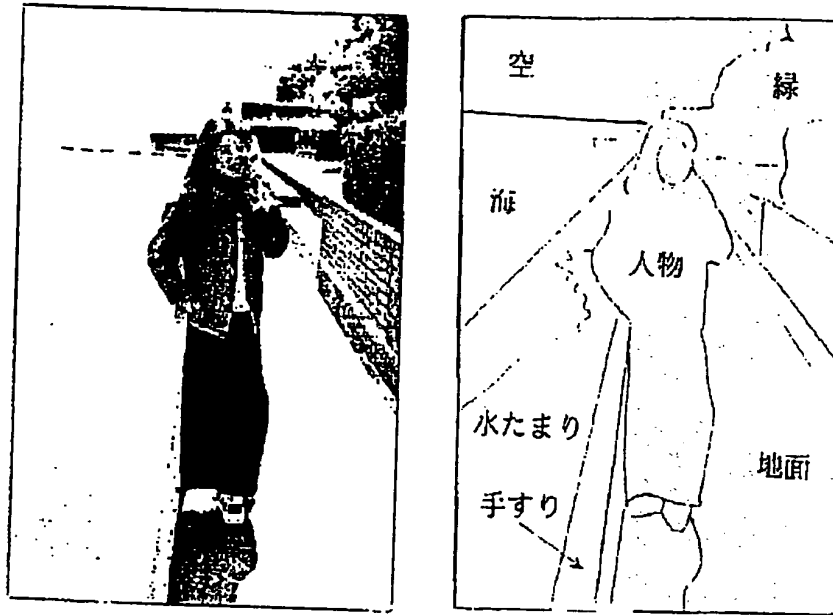 空
緑
海
人物
水たまり
地面
手すり